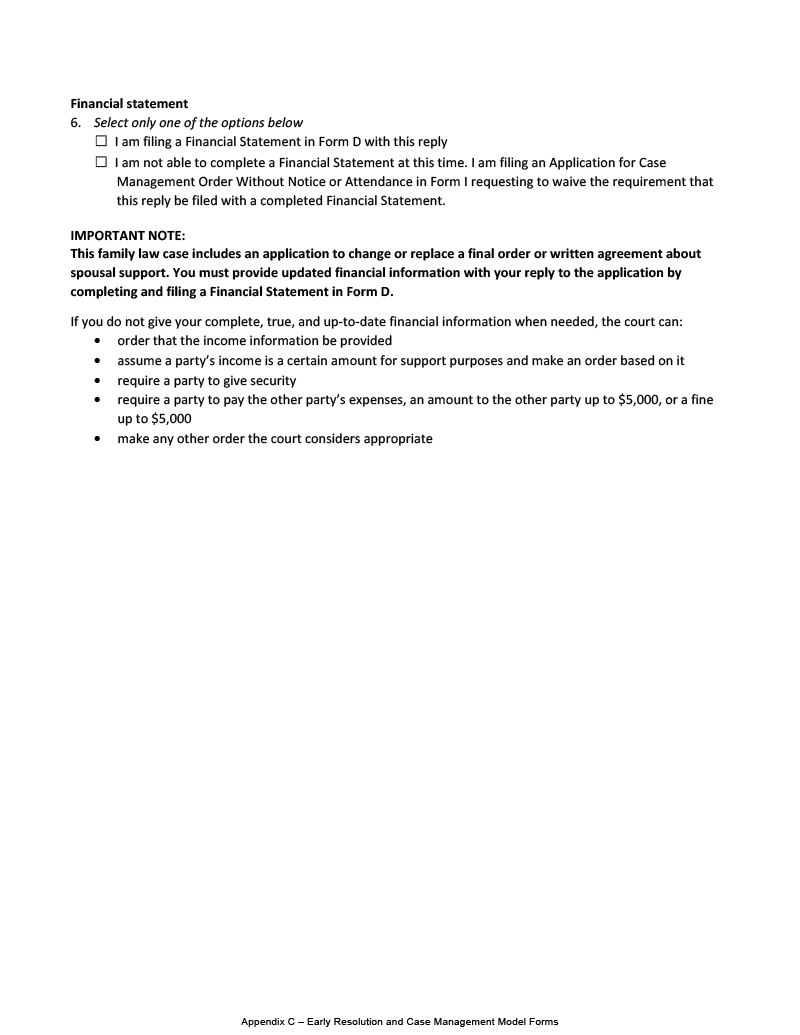 Financial statement
6. Select only one of the options below
☐ I am filing a Financial Statement in Form D with this reply
☐ I am not able to complete a Financial Statement at this time. I am filing an Application for Case
Management Order Without Notice or Attendance in Form I requesting to waive the requirement that
this reply be filed with a completed Financial Statement.
IMPORTANT NOTE:
This family law case includes an application to change or replace a final order or written agreement about
spousal support. You must provide updated financial information with your reply to the application by
completing and filing a Financial Statement in Form D.
If you do not give your complete, true, and up-to-date financial information when needed, the court can:
• order that the income information be provided
• assume a party’s income is a certain amount for support purposes and make an order based on it
• require a party to give security
• require a party to pay the other party’s expenses, an amount to the other party up to $5,000, or a fine
up to $5,000
• make any other order the court considers appropriate
Appendix C – Early Resolution and Case Management Model Forms